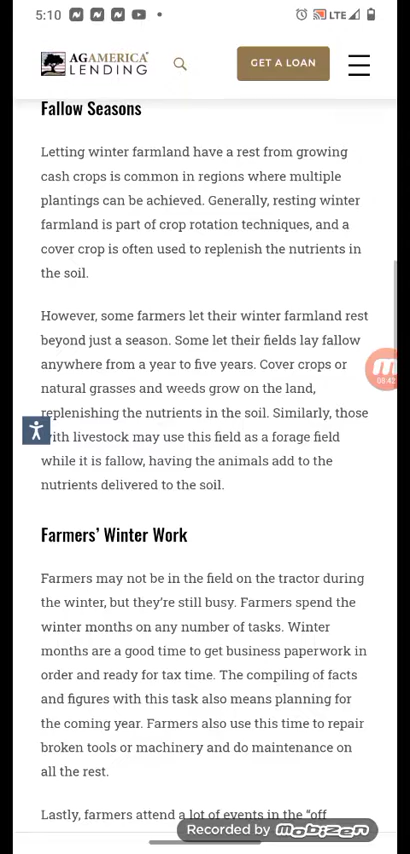 5:10
LTE
AGAMERICA
LENDING
GET A LOAN
Fallow Seasons
Letting winter farmland have a rest from growing
cash crops is common in regions where multiple
plantings can be achieved. Generally, resting winter
farmland is part of crop rotation techniques, and a
cover crop is often used to replenish the nutrients in
the soil.
However, some farmers let their winter farmland rest
beyond just a season. Some let their fields lay fallow
anywhere from a year to five years. Cover crops or
natural grasses and weeds grow on the land,
08:42
replenishing the nutrients in the soil. Similarly, those
with livestock may use this field as a forage field
while it is fallow, having the animals add to the
nutrients delivered to the soil.
Farmers’ Winter Work
Farmers may not be in the field on the tractor during
the winter, but they’re still busy. Farmers spend the
winter months on any number of tasks. Winter
months are a good time to get business paperwork in
order and ready for tax time. The compiling of facts
and figures with this task also means planning for
the coming year. Farmers also use this time to repair
broken tools or machinery and do maintenance on
all the rest.
Lastly, farmers attend a lot of events in the “off
Recorded by mobizen